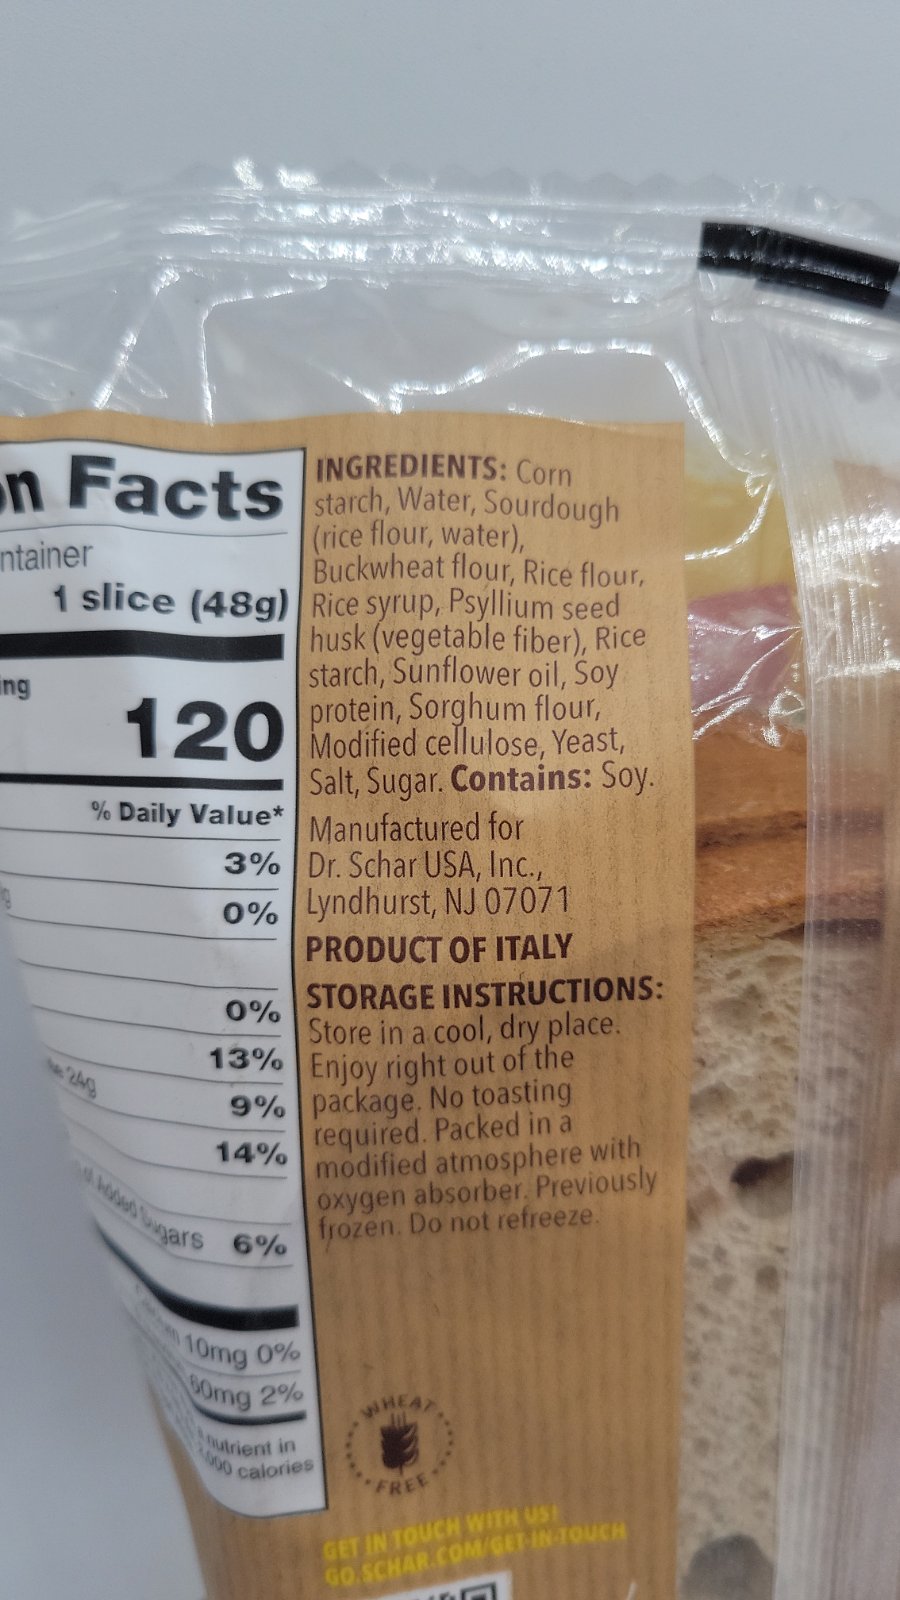 on Facts
ntainer
1 slice (48g)
ing
120
% Daily Value*
3%
0%
0%
13%
24g
9%
14%
of Added Sugars 6%
10mg 0%
60mg 2%
nutrient in
2,000 calories
INGREDIENTS: Corn
starch, Water, Sourdough
(rice flour, water),
Buckwheat flour, Rice flour,
Rice syrup, Psyllium seed
husk (vegetable fiber), Rice
starch, Sunflower oil, Soy
protein, Sorghum flour,
Modified cellulose, Yeast,
Salt, Sugar. Contains: Soy.
Manufactured for
Dr. Schar USA, Inc.,
Lyndhurst, NJ 07071
PRODUCT OF ITALY
STORAGE INSTRUCTIONS:
Store in a cool, dry place.
Enjoy right out of the
package. No toasting
required. Packed in a
modified atmosphere with
oxygen absorber. Previously
frozen. Do not refreeze.
WHEAT
FREE
GET IN TOUCH WITH US!
GO.SCHAR.COM/GET-IN-TOUCH